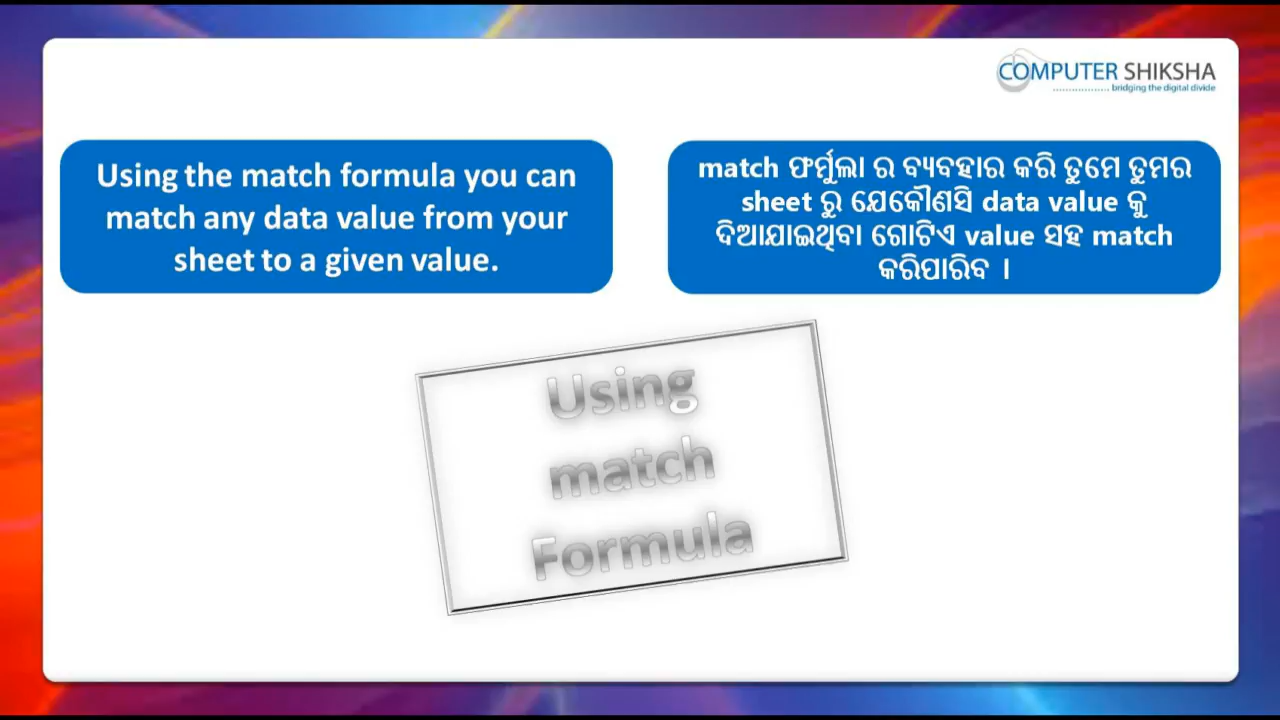 COMPUTER SHIKSHA
bridging the digital divide
Using the match formula you can
match any data value from your
sheet to a given value.
match ଫର୍ମୁଲା ର ବ୍ୟବହାର କରି ତୁମେ ତୁମର
sheet ରୁ ଯେକୌଣସି data value କୁ
ଦିଆଯାଇଥିବା ଗୋଟିଏ value ସହ match
କରିପାରିବ ।
Using
match
Formula